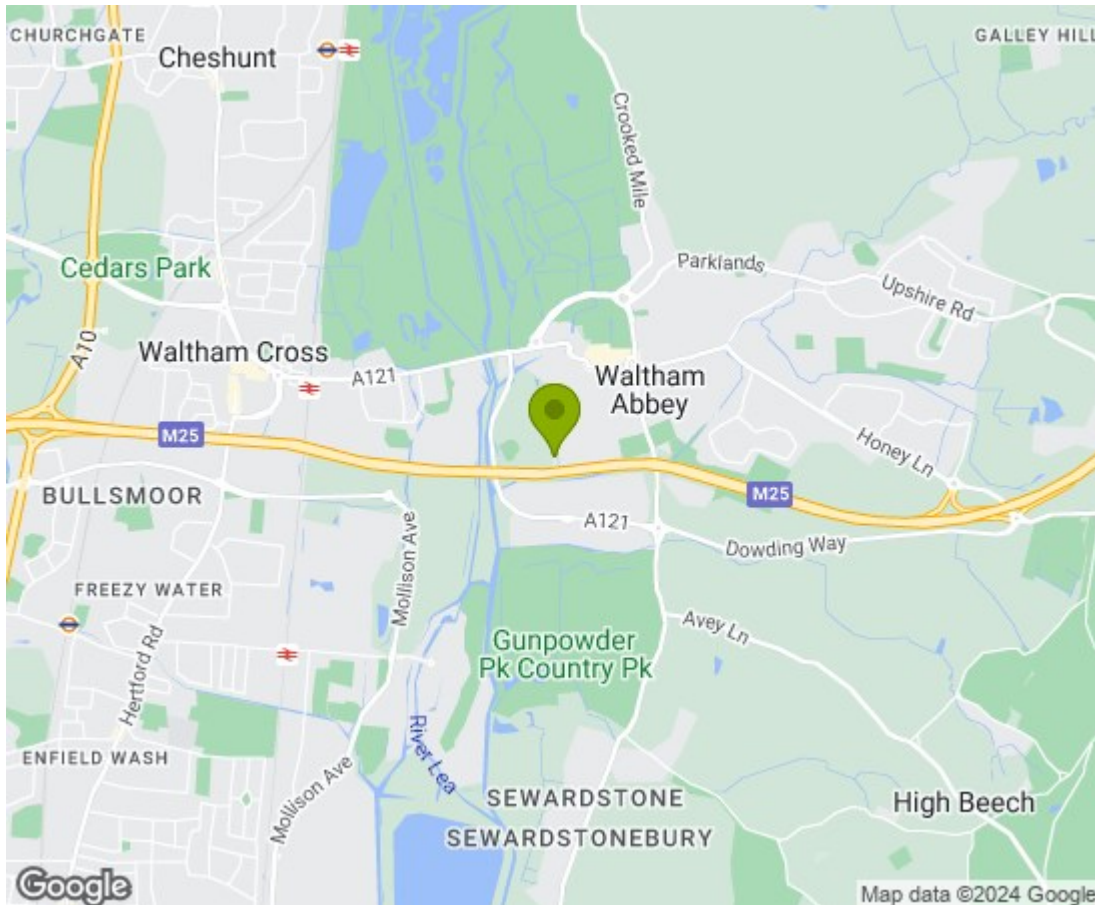 CHURCHGATE
GALLEY HILL
Cheshunt
Crooked Mile
Parklands
Cedars Park
Upshire Rd
A10
Waltham Cross
A121
Waltham
Abbey
M25
Honey Ln
BULLSMOOR
M25
A121
Dowding Way
Mollison Ave
FREEZY WATER
Avey Ln
Hertford Rd
Gunpowder
Pk Country Pk
River Lea
ENFIELD WASH
Mollison Ave
SEWARDSTONE
High Beech
SEWARDSTONEBURY
Google
Map data ©2024 Google